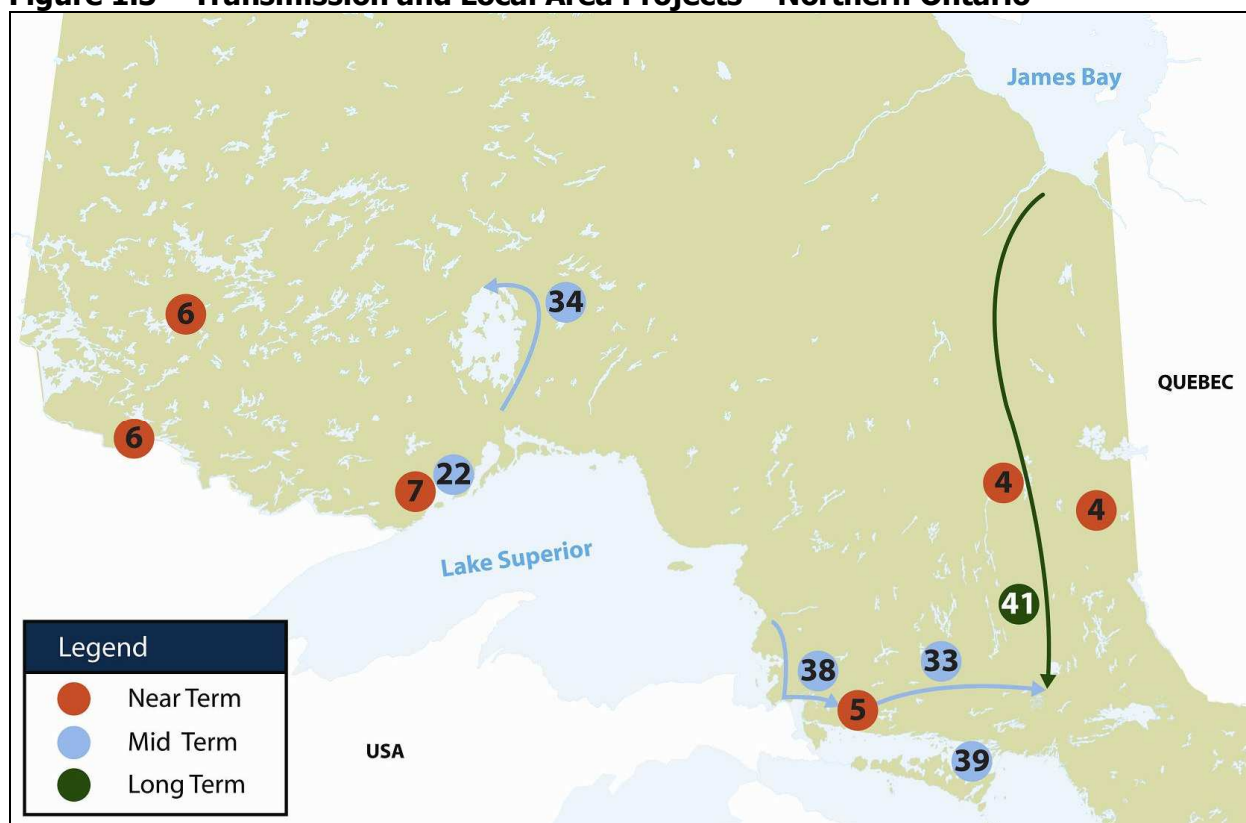 Figure 1.3 – Transmission and Local Area Projects – Northern Ontario
James Bay
34
6
QUEBEC
6
22
7
4
4
Lake Superior
41
33
38
5
39
USA
Legend
Near Term
Mid Term
Long Term